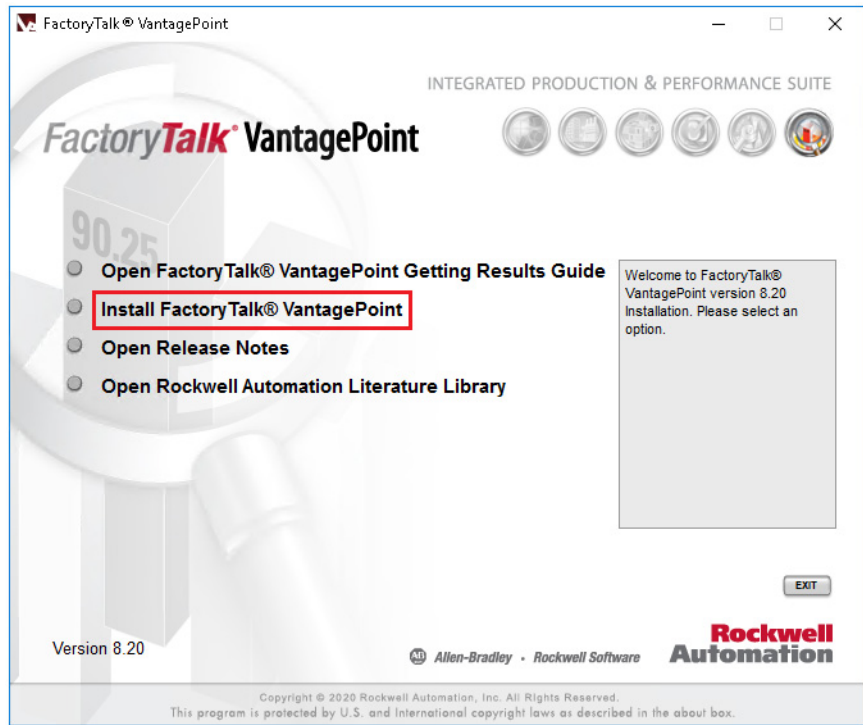 FactoryTalk® VantagePoint
INTEGRATED PRODUCTION & PERFORMANCE SUITE
FactoryTalk® VantagePoint
90.25
Open FactoryTalk® VantagePoint Getting Results Guide
Install FactoryTalk® VantagePoint
Open Release Notes
Open Rockwell Automation Literature Library
Welcome to FactoryTalk®
VantagePoint version 8.20
Installation. Please select an
option.
EXIT
Version 8.20
AB Allen-Bradley · Rockwell Software
Rockwell
Automation
Copyright © 2020 Rockwell Automation, Inc. All Rights Reserved.
This program is protected by U.S. and International copyright laws as described in the about box.